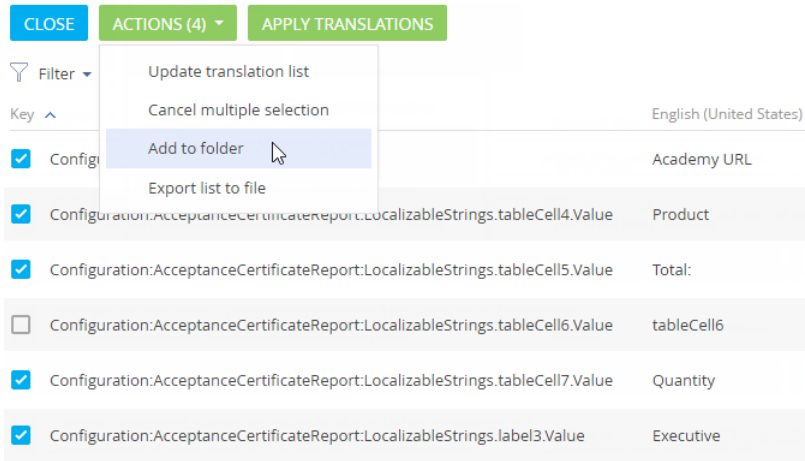 CLOSE ACTIONS (4) APPLY TRANSLATIONS
Filter
Update translation list
Cancel multiple selection
Add to folder
Export list to file
Key English (United States)
Academy URL
Configuration:AcceptanceCertificateReport:LocalizableStrings.tableCell4.Value Product
Configuration:AcceptanceCertificateReport:LocalizableStrings.tableCell5.Value Total:
Configuration:AcceptanceCertificateReport:LocalizableStrings.tableCell6.Value tableCell6
Configuration:AcceptanceCertificateReport:LocalizableStrings.tableCell7.Value Quantity
Configuration:AcceptanceCertificateReport:LocalizableStrings.label3.Value Executive